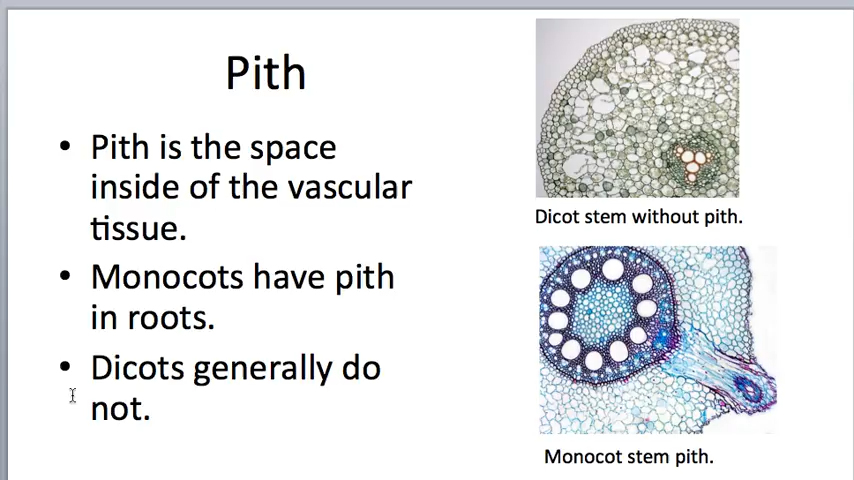 Pith
• Pith is the space
inside of the vascular
tissue.
• Monocots have pith
in roots.
• Dicots generally do
not.
Dicot stem without pith.
Monocot stem pith.